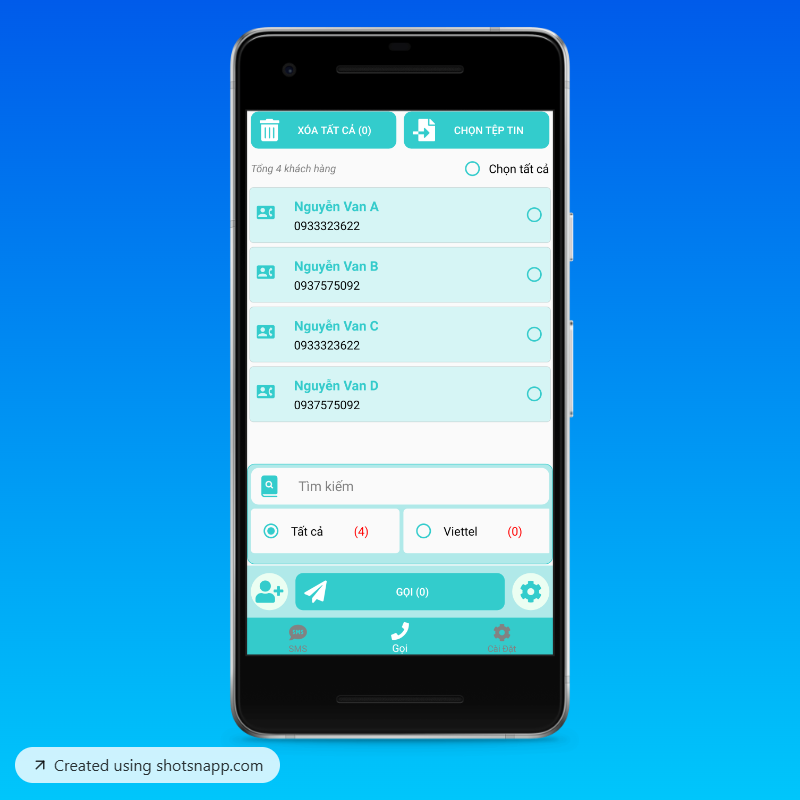 XÓA TẤT CẢ (0)
CHỌN TỆP TIN
Tổng 4 khách hàng
Chọn tất cả
Nguyễn Van A
0933323622
Nguyễn Van B
0937575092
Nguyễn Van C
0933323622
Nguyễn Van D
0937575092
Tìm kiếm
Tất cả (4)
Viettel (0)
GỌI (0)
SMS
SMS
Gọi
Cài Đặt
Created using shotsnapp.com